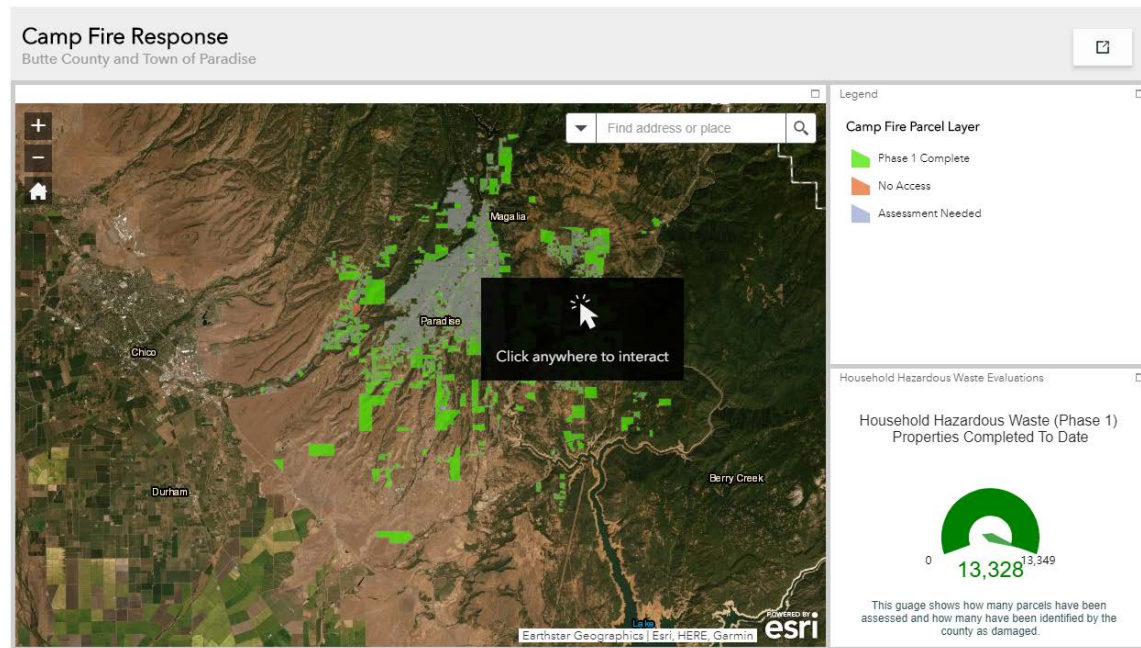 Camp Fire Response
Butte County and Town of Paradise
+
Find address or place
−
Magalia
Paradise
Chico
Click anywhere to interact
Durham
Berry Creek
Lake
POWERED BY
esri
Earthstar Geographics | Esri, HERE, Garmin
Legend
Camp Fire Parcel Layer
Phase 1 Complete
No Access
Assessment Needed
Household Hazardous Waste Evaluations
Household Hazardous Waste (Phase 1)
Properties Completed To Date
0
13,349
13,328
This guage shows how many parcels have been
assessed and how many have been identified by the
county as damaged.